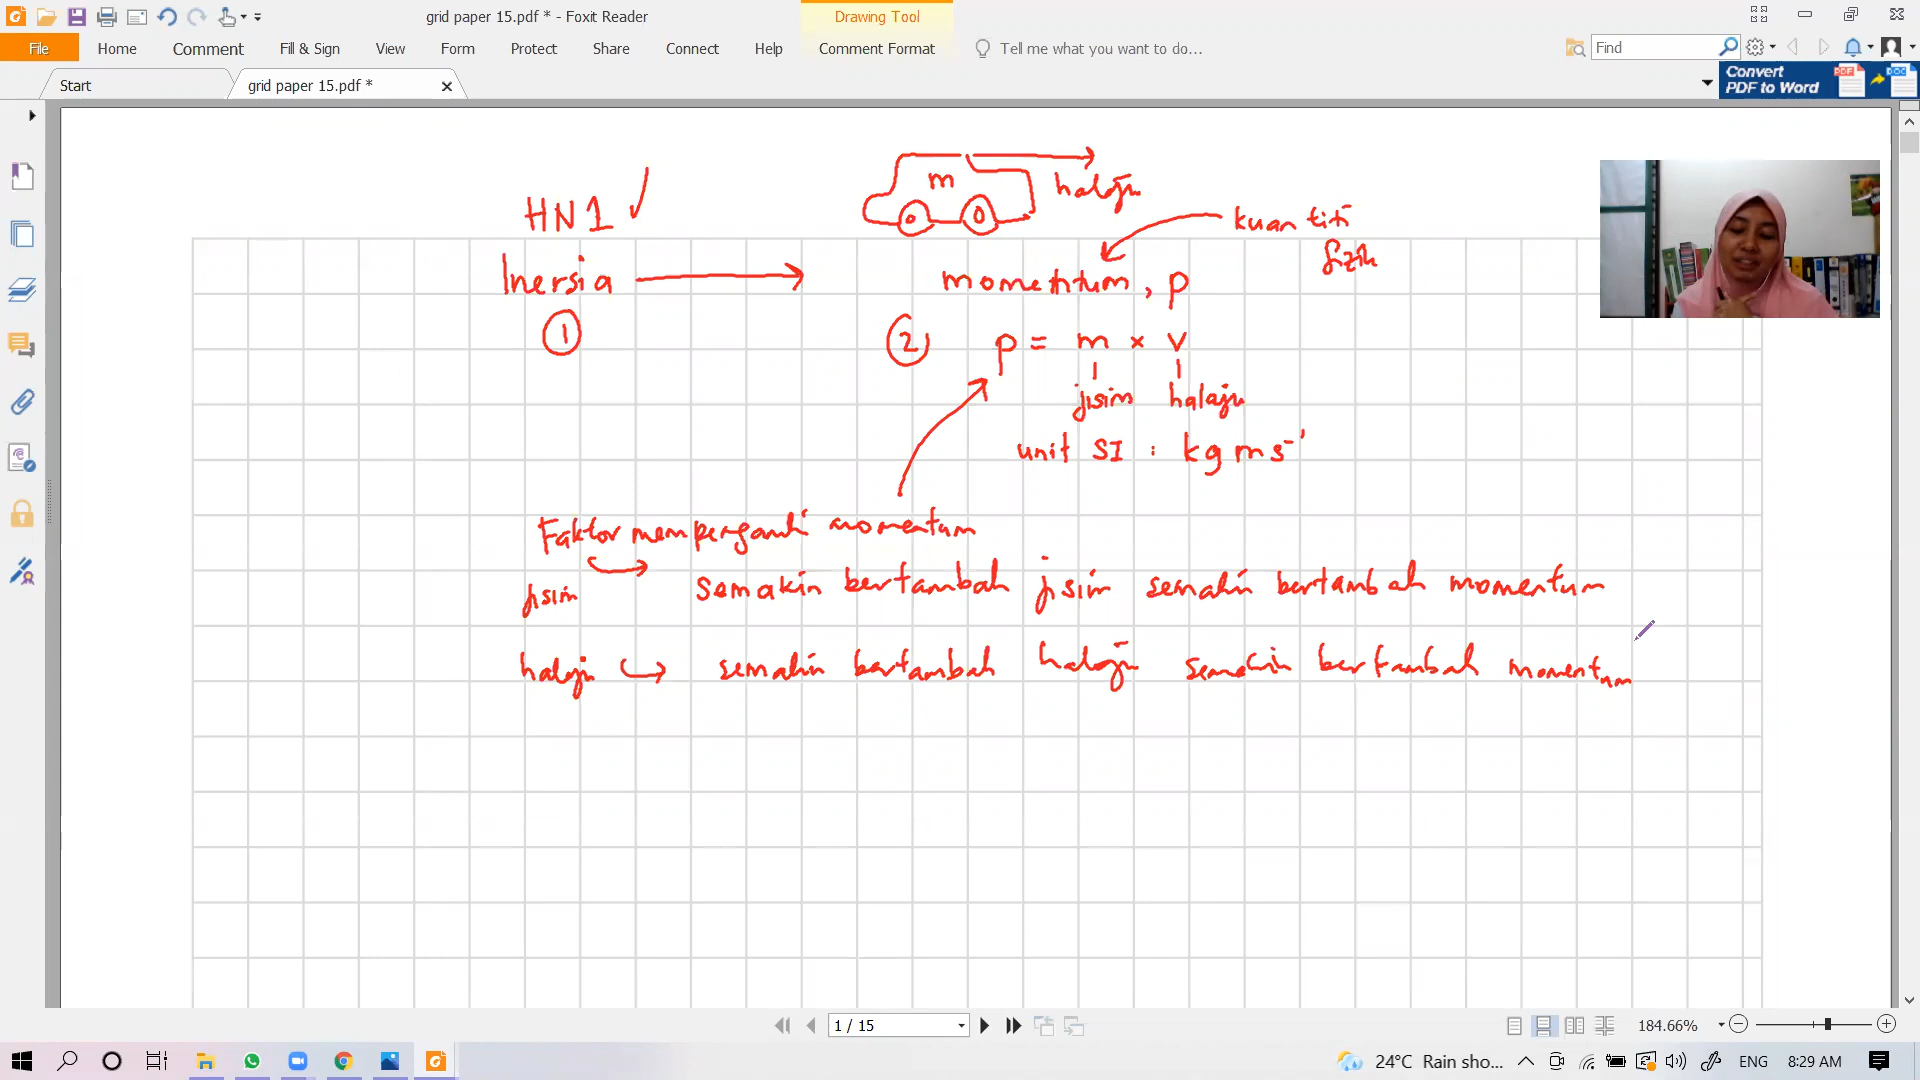 grid paper 15.pdf * - Foxit Reader
Drawing Tool
File Home Comment Fill & Sign View Form Protect Share Connect Help Comment Format Tell me what you want to do... Find
Start grid paper 15.pdf *
Convert
PDF to Word
HN1 ✓
m
halaju
kuantiti
fizik
Inersia → momentum, p
1
2 p = m × v
jisim halaju
unit SI : kg m s⁻¹
Faktor mempengaruhi momentum
jisim semakin bertambah jisim semakin bertambah momentum
halaju semakin bertambah halaju semakin bertambah momentum
1 / 15
184.66%
24°C Rain sho... ENG 8:29 AM